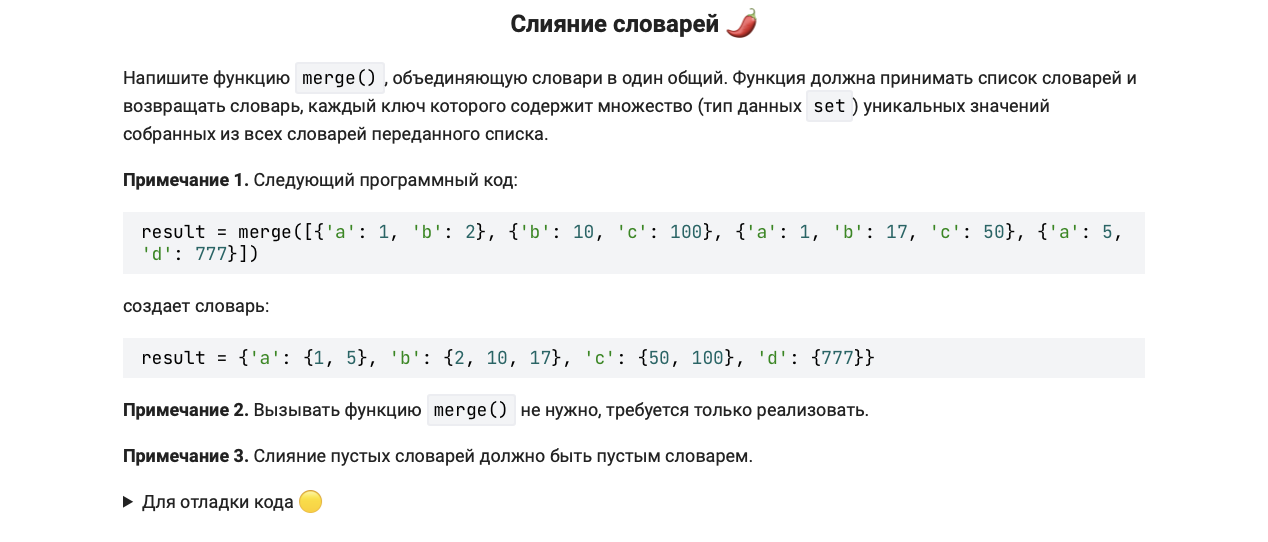 Слияние словарей 🌶️
Напишите функцию merge(), объединяющую словари в один общий. Функция должна принимать список словарей и
возвращать словарь, каждый ключ которого содержит множество (тип данных set) уникальных значений
собранных из всех словарей переданного списка.
Примечание 1. Следующий программный код:
result = merge([{'a': 1, 'b': 2}, {'b': 10, 'c': 100}, {'a': 1, 'b': 17, 'c': 50}, {'a': 5,
'd': 777}])
создает словарь:
result = {'a': {1, 5}, 'b': {2, 10, 17}, 'c': {50, 100}, 'd': {777}}
Примечание 2. Вызывать функцию merge() не нужно, требуется только реализовать.
Примечание 3. Слияние пустых словарей должно быть пустым словарем.
Для отладки кода 🟡